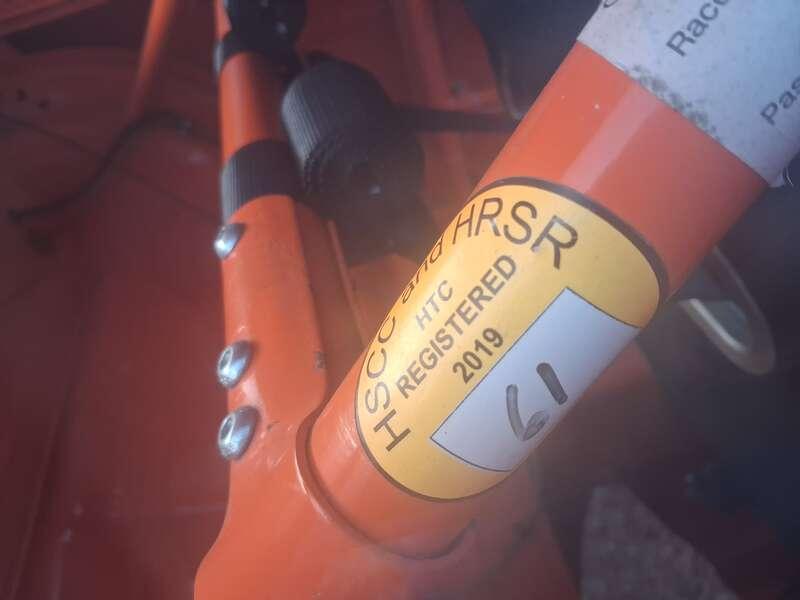 Race
Pas
HSCC and HRSR
HTC
REGISTERED
2019
61